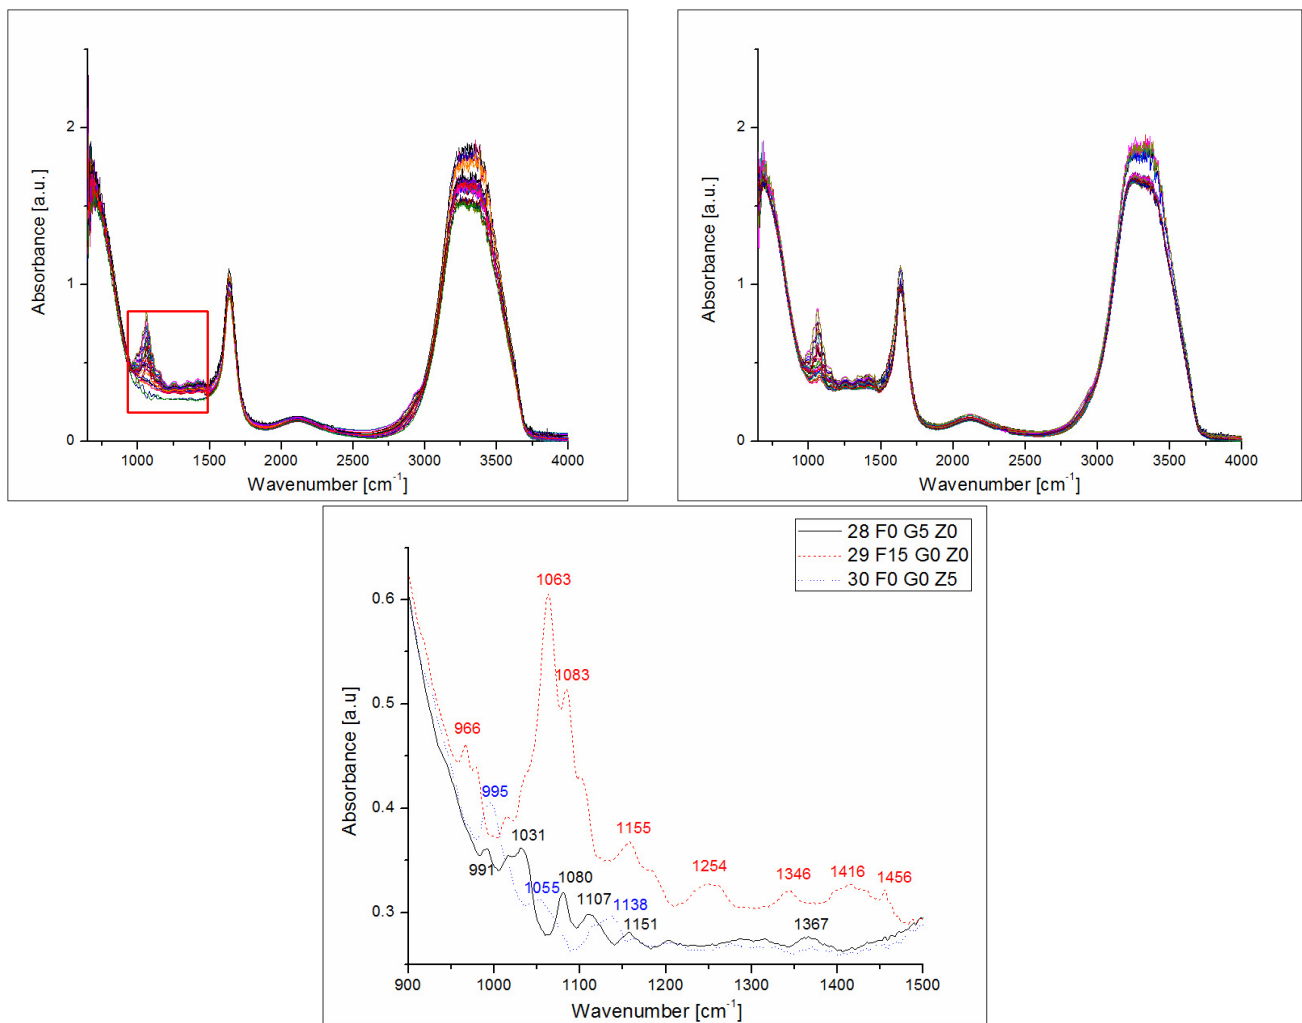 2
1
0
Absorbance [a.u.]
1000 1500 2000 2500 3000 3500 4000
Wavenumber [cm⁻¹]
2
1
0
Absorbance [a.u.]
1000 1500 2000 2500 3000 3500 4000
Wavenumber [cm⁻¹]
28 F0 G5 Z0
29 F15 G0 Z0
30 F0 G0 Z5
0.6
0.5
0.4
0.3
Absorbance [a.u]
1063
1083
966
995
1031
991
1055
1080
1107
1138
1151
1155
1254
1346
1416
1456
1367
900 1000 1100 1200 1300 1400 1500
Wavenumber [cm⁻¹]